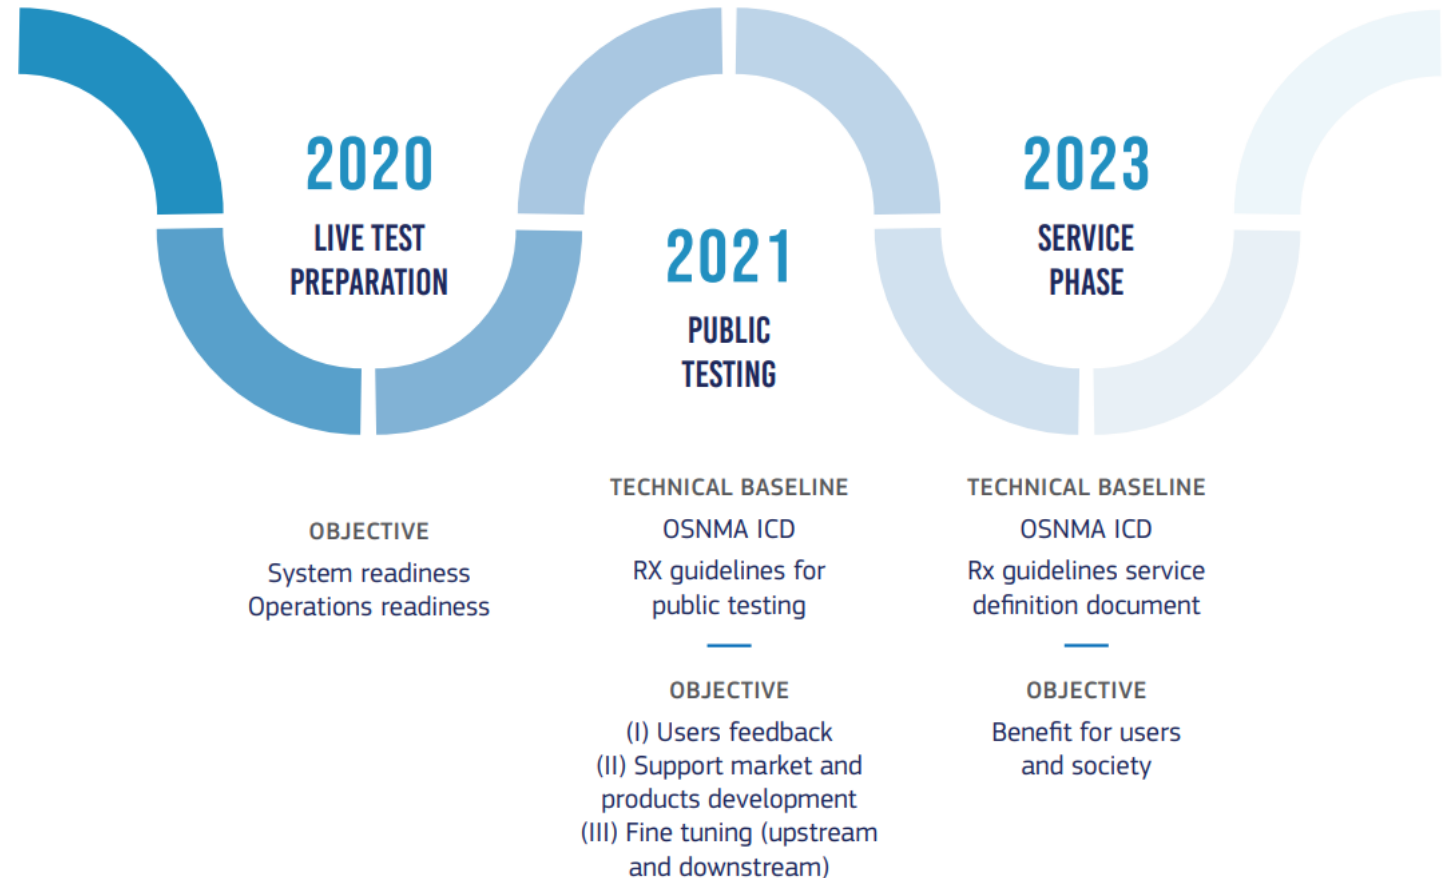 2020
LIVE TEST
PREPARATION
OBJECTIVE
System readiness
Operations readiness
2021
PUBLIC
TESTING
TECHNICAL BASELINE
OSNMA ICD
RX guidelines for
public testing
OBJECTIVE
(I) Users feedback
(II) Support market and
products development
(III) Fine tuning (upstream
and downstream)
2023
SERVICE
PHASE
TECHNICAL BASELINE
OSNMA ICD
Rx guidelines service
definition document
OBJECTIVE
Benefit for users
and society